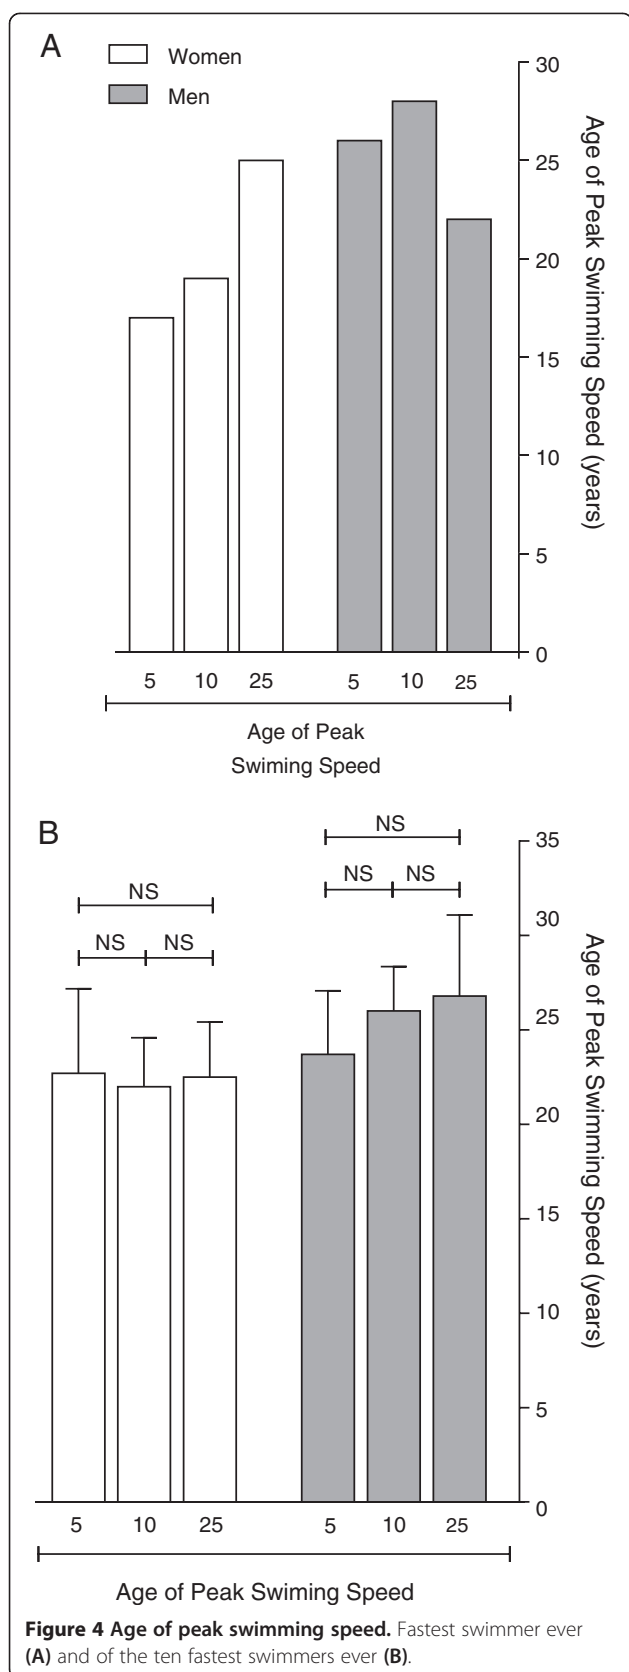 A
Women
Men
30
25
20
15
10
5
0
Age of Peak Swimming Speed (years)
5 10 25 5 10 25
Age of Peak
Swiming Speed
B
NS
NS NS
NS
NS NS
35
30
25
20
15
10
5
0
Age of Peak Swimming Speed (years)
5 10 25 5 10 25
Age of Peak Swiming Speed
Figure 4 Age of peak swimming speed. Fastest swimmer ever
(A) and of the ten fastest swimmers ever (B).